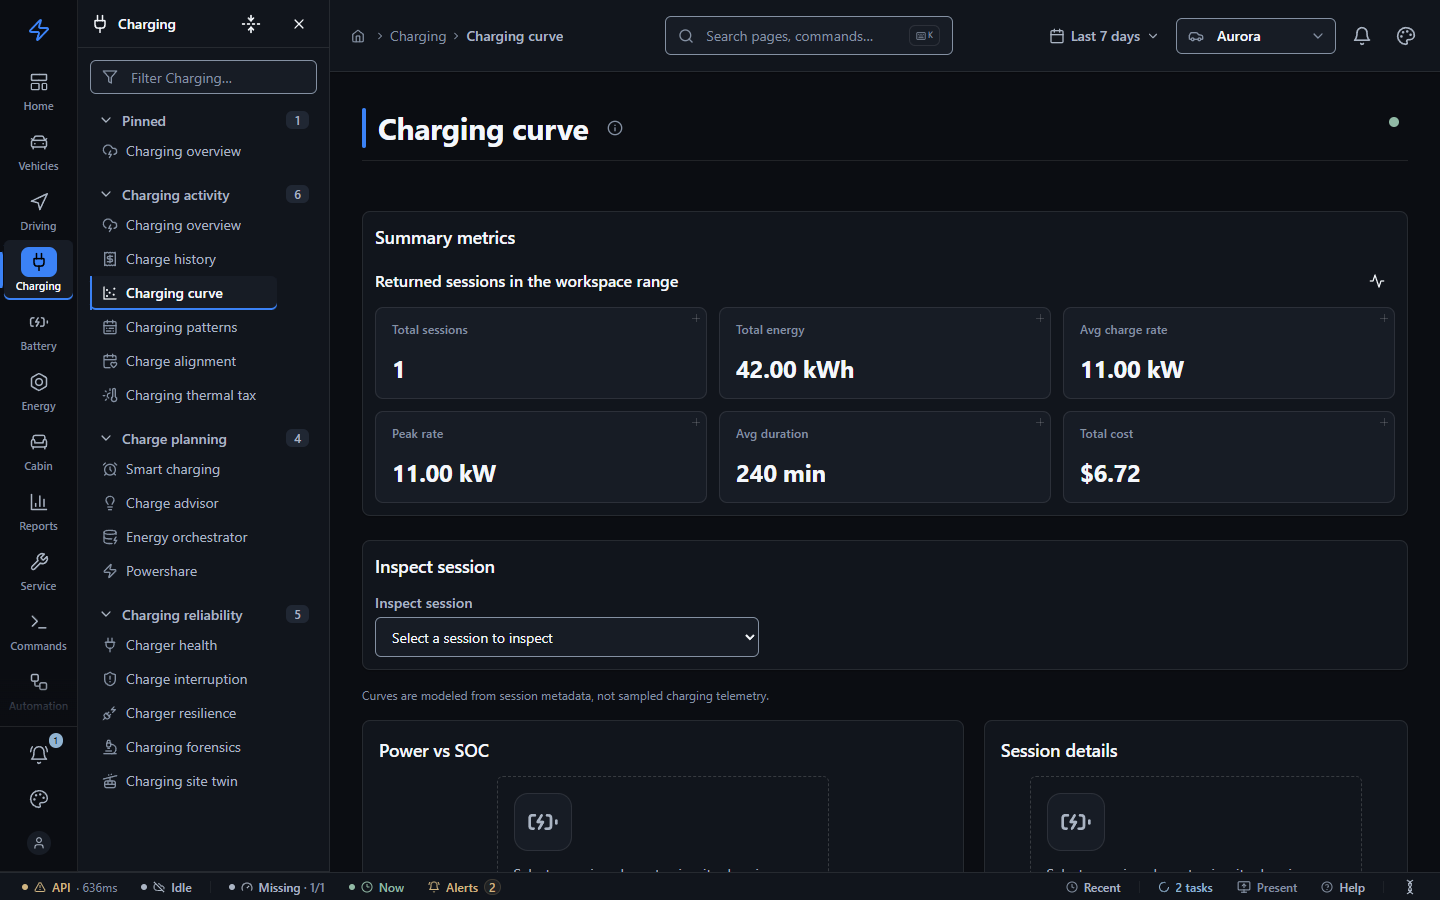 Charging
Charging
Charging curve
Search pages, commands...
K
Last 7 days
Aurora
Home
Vehicles
Driving
Charging
Battery
Energy
Cabin
Reports
Service
Commands
Automation
1
Filter Charging...
Pinned
1
Charging overview
Charging activity
6
Charging overview
Charge history
Charging curve
Charging patterns
Charge alignment
Charging thermal tax
Charge planning
4
Smart charging
Charge advisor
Energy orchestrator
Powershare
Charging reliability
5
Charger health
Charge interruption
Charger resilience
Charging forensics
Charging site twin
Charging curve
Summary metrics
Returned sessions in the workspace range
Total sessions
1
Total energy
42.00 kWh
Avg charge rate
11.00 kW
Peak rate
11.00 kW
Avg duration
240 min
Total cost
$6.72
Inspect session
Inspect session
Select a session to inspect
Curves are modeled from session metadata, not sampled charging telemetry.
Power vs SOC
Session details
API · 636ms
Idle
Missing · 1/1
Now
Alerts 2
Recent
2 tasks
Present
Help